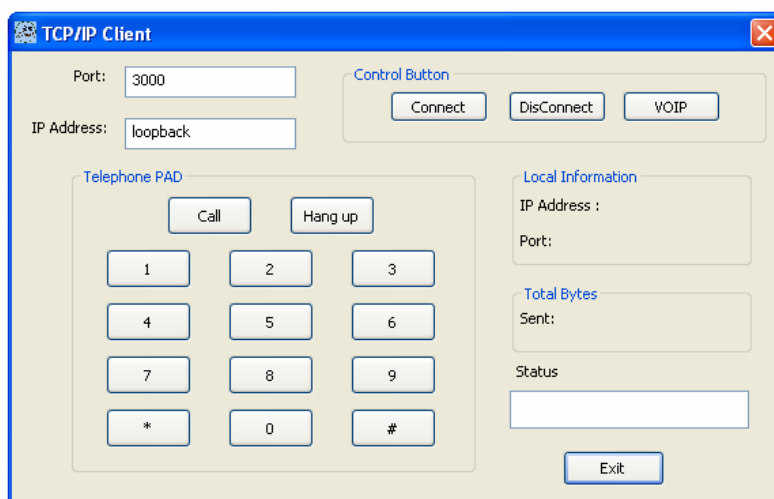 TCP/IP Client
Port: 3000
IP Address: loopback
Control Button
Connect DisConnect VOIP
Telephone PAD
Call Hang up
1 2 3
4 5 6
7 8 9
* 0 #
Local Information
IP Address :
Port:
Total Bytes
Sent:
Status
Exit